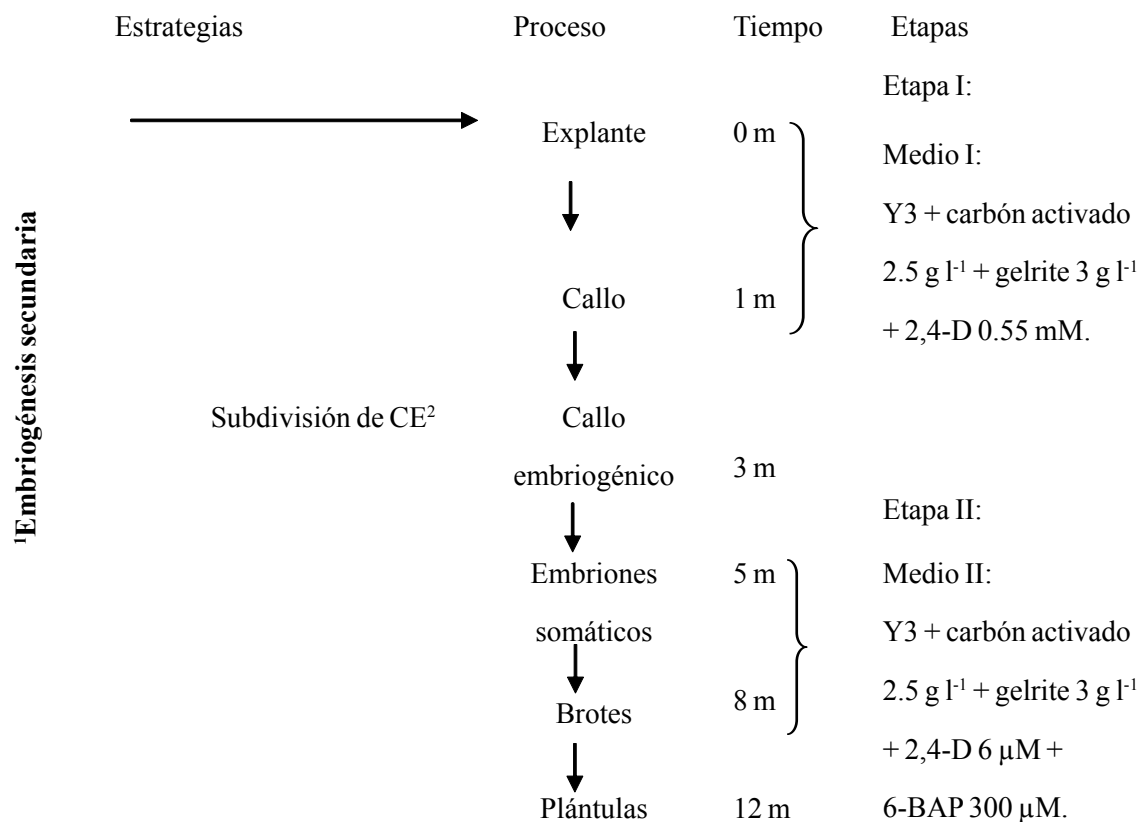 Estrategias Proceso Tiempo Etapas
Etapa I:
Explante 0 m
Medio I:
Y3 + carbón activado
2.5 g l-1 + gelrite 3 g l-1
Callo 1 m
+ 2,4-D 0.55 mM.
¹Embriogénesis secundaria
Subdivisión de CE² Callo
embriogénico 3 m
Etapa II:
Embriones 5 m Medio II:
somáticos Y3 + carbón activado
2.5 g l-1 + gelrite 3 g l-1
Brotes 8 m
+ 2,4-D 6 µM +
Plántulas 12 m 6-BAP 300 µM.